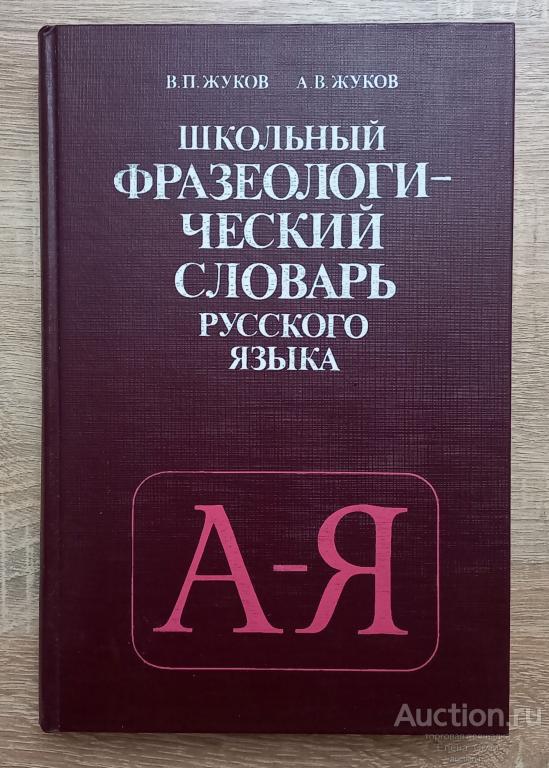 В. П. ЖУКОВ А. В. ЖУКОВ
ШКОЛЬНЫЙ
ФРАЗЕОЛОГИ-
ЧЕСКИЙ
СЛОВАРЬ
РУССКОГО
ЯЗЫКА
А-Я
Auction.ru